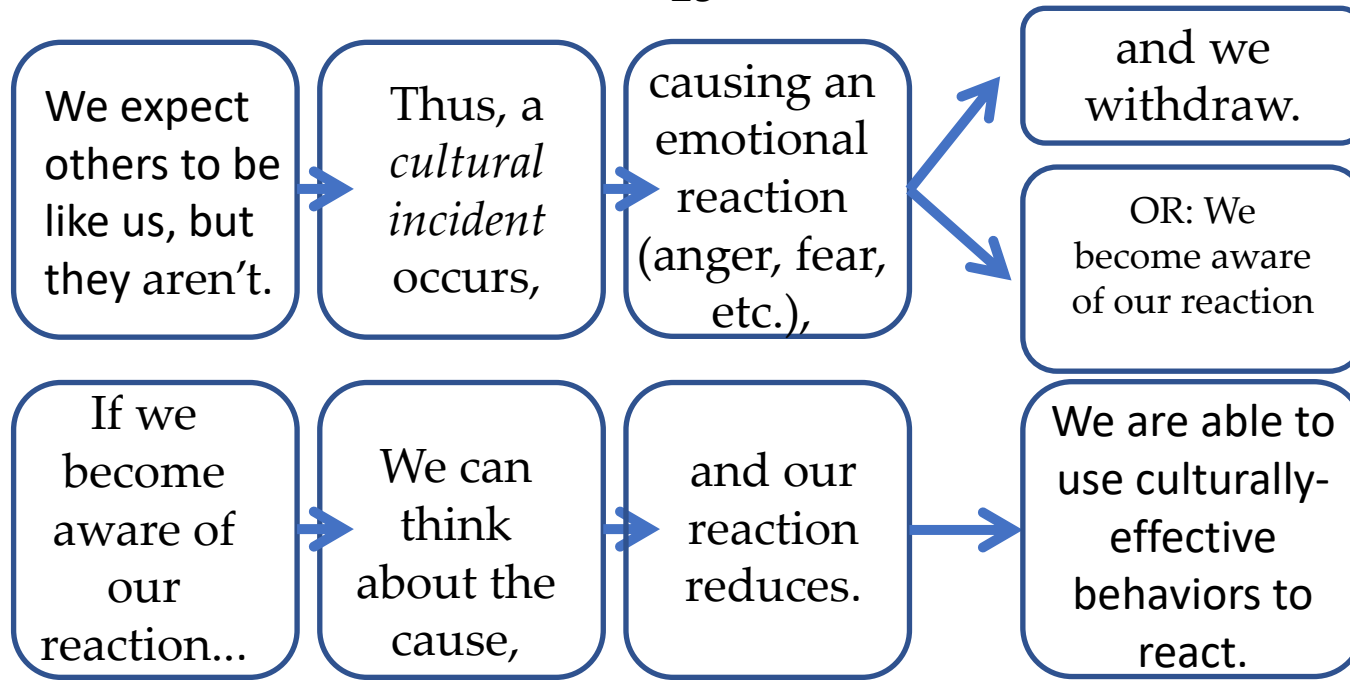 We expect
others to be
like us, but
they aren’t.
Thus, a
cultural
incident
occurs,
causing an
emotional
reaction
(anger, fear,
etc.),
and we
withdraw.
OR: We
become aware
of our reaction
If we
become
aware of
our
reaction...
We can
think
about the
cause,
and our
reaction
reduces.
We are able to
use culturally-
effective
behaviors to
react.